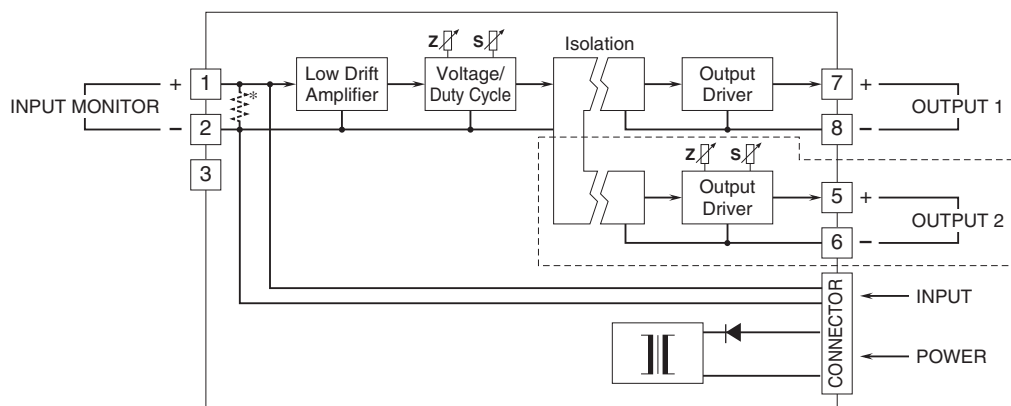 Z S
Isolation
INPUT MONITOR
+
1
Low Drift
Amplifier
*
Voltage/
Duty Cycle
Output
Driver
7
+
OUTPUT 1
–
2
8
–
3
Z S
Output
Driver
5
+
OUTPUT 2
6
–
CONNECTOR
INPUT
POWER